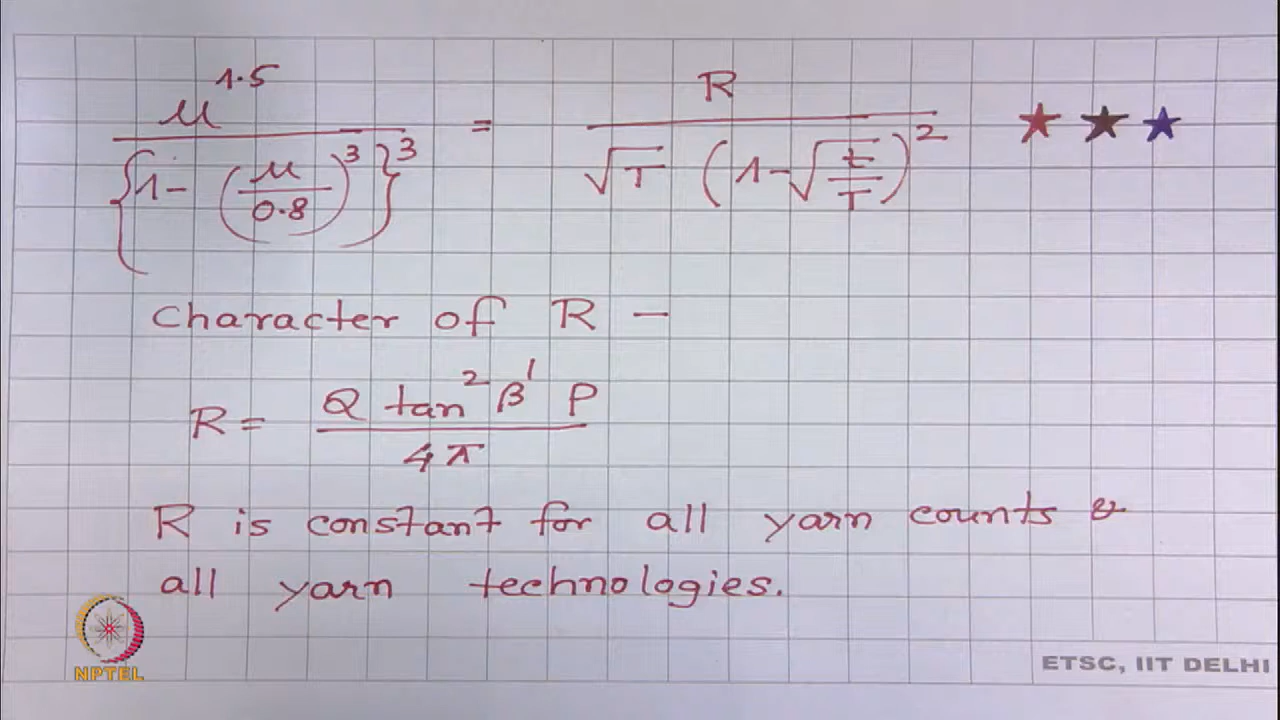 μ^1.5 / {1 - (μ/0.8)^3}^3 = R / √T (1 - √(t/T))^2 ★ ★ ★
Character of R -
R = Q tan^2 β' P / 4π
R is constant for all yarn counts &
all yarn technologies.
NPTEL
ETSC, IIT DELHI